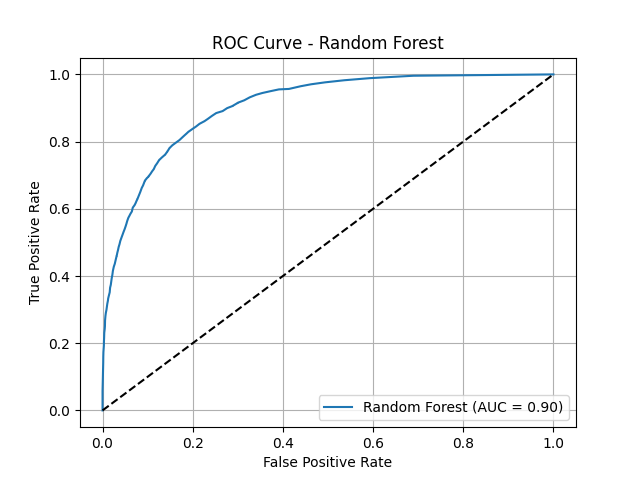 ROC Curve - Random Forest
True Positive Rate
1.0
0.8
0.6
0.4
0.2
0.0
Random Forest (AUC = 0.90)
0.0 0.2 0.4 0.6 0.8 1.0
False Positive Rate